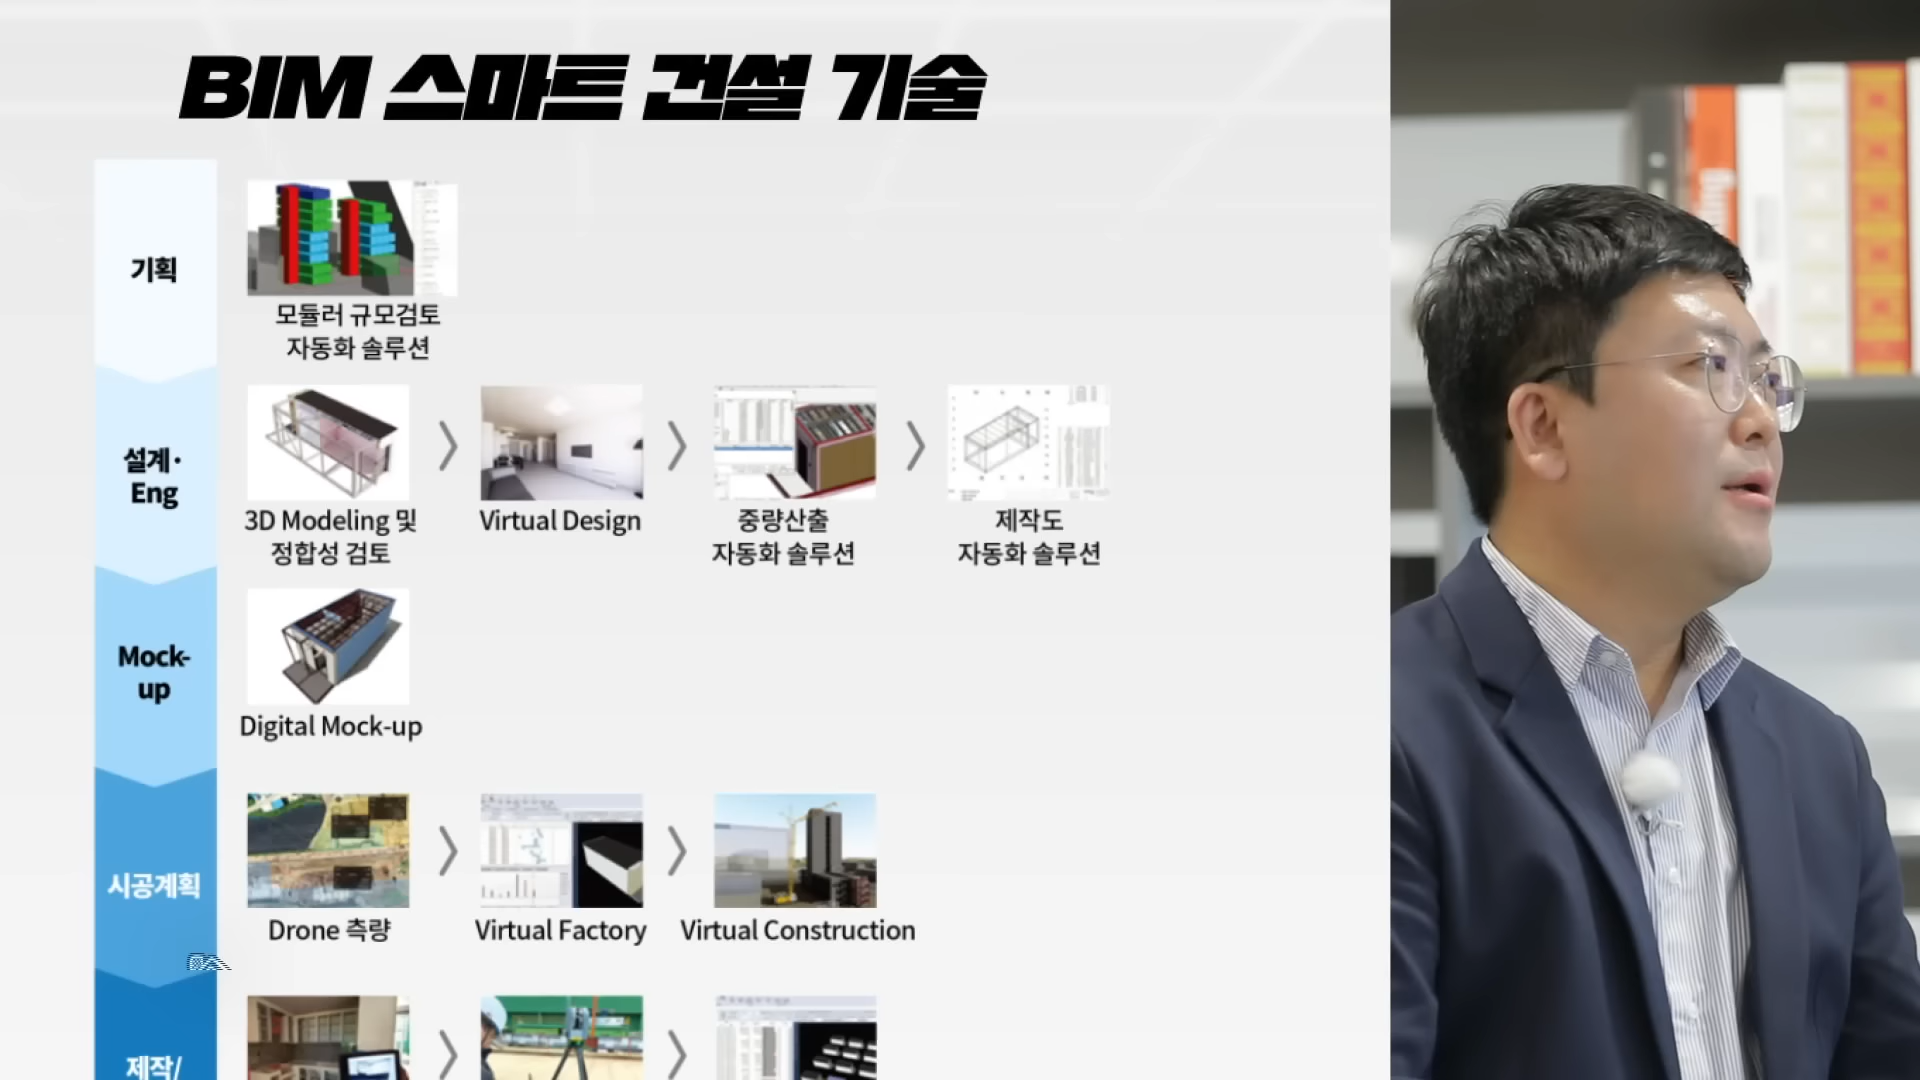 BIM 스마트 건설 기술
기획
모듈러 규모검토
자동화 솔루션
설계·
Eng
3D Modeling 및
정합성 검토
Virtual Design
중량산출
자동화 솔루션
제작도
자동화 솔루션
Mock-
up
Digital Mock-up
시공계획
Drone 측량
Virtual Factory
Virtual Construction
제작/